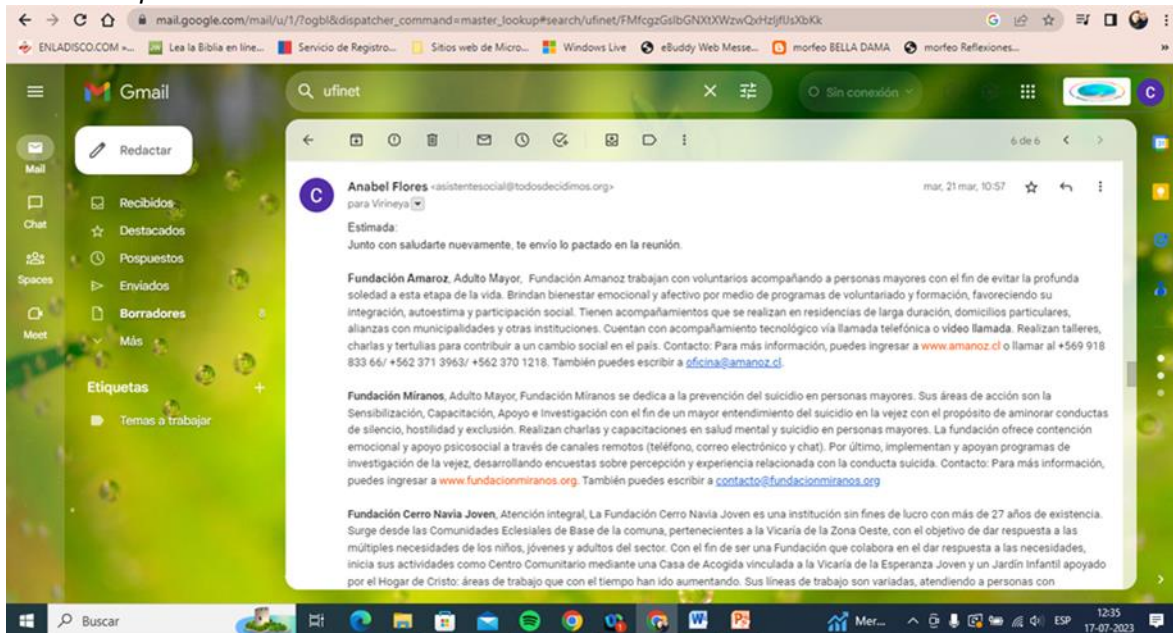 mail.google.com/mail/u/1/?ogbl&dispatcher_command=master_lookup#search/ufinet/FMfcgzGslbGNXtXWzwQxHzljflJsXbKk
ENLADISCO.COM »...
Lea la Biblia en líne...
Servicio de Registro...
Sitios web de Micro...
Windows Live
eBuddy Web Messe...
morfeo BELLA DAMA
morfeo Reflexiones...
»
Gmail
ufinet
Sin conexión
C
Mail
Chat
Spaces
Meet
Redactar
Recibidos
Destacados
Pospuestos
Enviados
Borradores 8
Más
Etiquetas +
Temas a trabajar
6 de 6
C
Anabel Flores <asistentesocial@todosdecidimos.org>
mar, 21 mar, 10:57
para Virineya
Estimada:
Junto con saludarte nuevamente, te envío lo pactado en la reunión.
Fundación Amaroz, Adulto Mayor, Fundación Amanoz trabajan con voluntarios acompañando a personas mayores con el fin de evitar la profunda
soledad a esta etapa de la vida. Brindan bienestar emocional y afectivo por medio de programas de voluntariado y formación, favoreciendo su
integración, autoestima y participación social. Tienen acompañamientos que se realizan en residencias de larga duración, domicilios particulares,
alianzas con municipalidades y otras instituciones. Cuentan con acompañamiento tecnológico vía llamada telefónica o video llamada. Realizan talleres,
charlas y tertulias para contribuir a un cambio social en el país. Contacto: Para más información, puedes ingresar a www.amanoz.cl o llamar al +569 918
833 66/ +562 371 3963/ +562 370 1218. También puedes escribir a oficina@amanoz.cl.
Fundación Míranos, Adulto Mayor, Fundación Míranos se dedica a la prevención del suicidio en personas mayores. Sus áreas de acción son la
Sensibilización, Capacitación, Apoyo e Investigación con el fin de un mayor entendimiento del suicidio en la vejez con el propósito de aminorar conductas
de silencio, hostilidad y exclusión. Realizan charlas y capacitaciones en salud mental y suicidio en personas mayores. La fundación ofrece contención
emocional y apoyo psicosocial a través de canales remotos (teléfono, correo electrónico y chat). Por último, implementan y apoyan programas de
investigación de la vejez, desarrollando encuestas sobre percepción y experiencia relacionada con la conducta suicida. Contacto: Para más información,
puedes ingresar a www.fundacionmiranos.org. También puedes escribir a contacto@fundacionmiranos.org
Fundación Cerro Navia Joven, Atención integral, La Fundación Cerro Navia Joven es una institución sin fines de lucro con más de 27 años de existencia.
Surge desde las Comunidades Eclesiales de Base de la comuna, pertenecientes a la Vicaría de la Zona Oeste, con el objetivo de dar respuesta a las
múltiples necesidades de los niños, jóvenes y adultos del sector. Con el fin de ser una Fundación que colabora en el dar respuesta a las necesidades,
inicia sus actividades como Centro Comunitario mediante una Casa de Acogida vinculada a la Vicaría de la Esperanza Joven y un Jardín Infantil apoyado
por el Hogar de Cristo: áreas de trabajo que con el tiempo han ido aumentando. Sus líneas de trabajo son variadas, atendiendo a personas con
Buscar
Mer...
ESP
12:35
17-07-2023